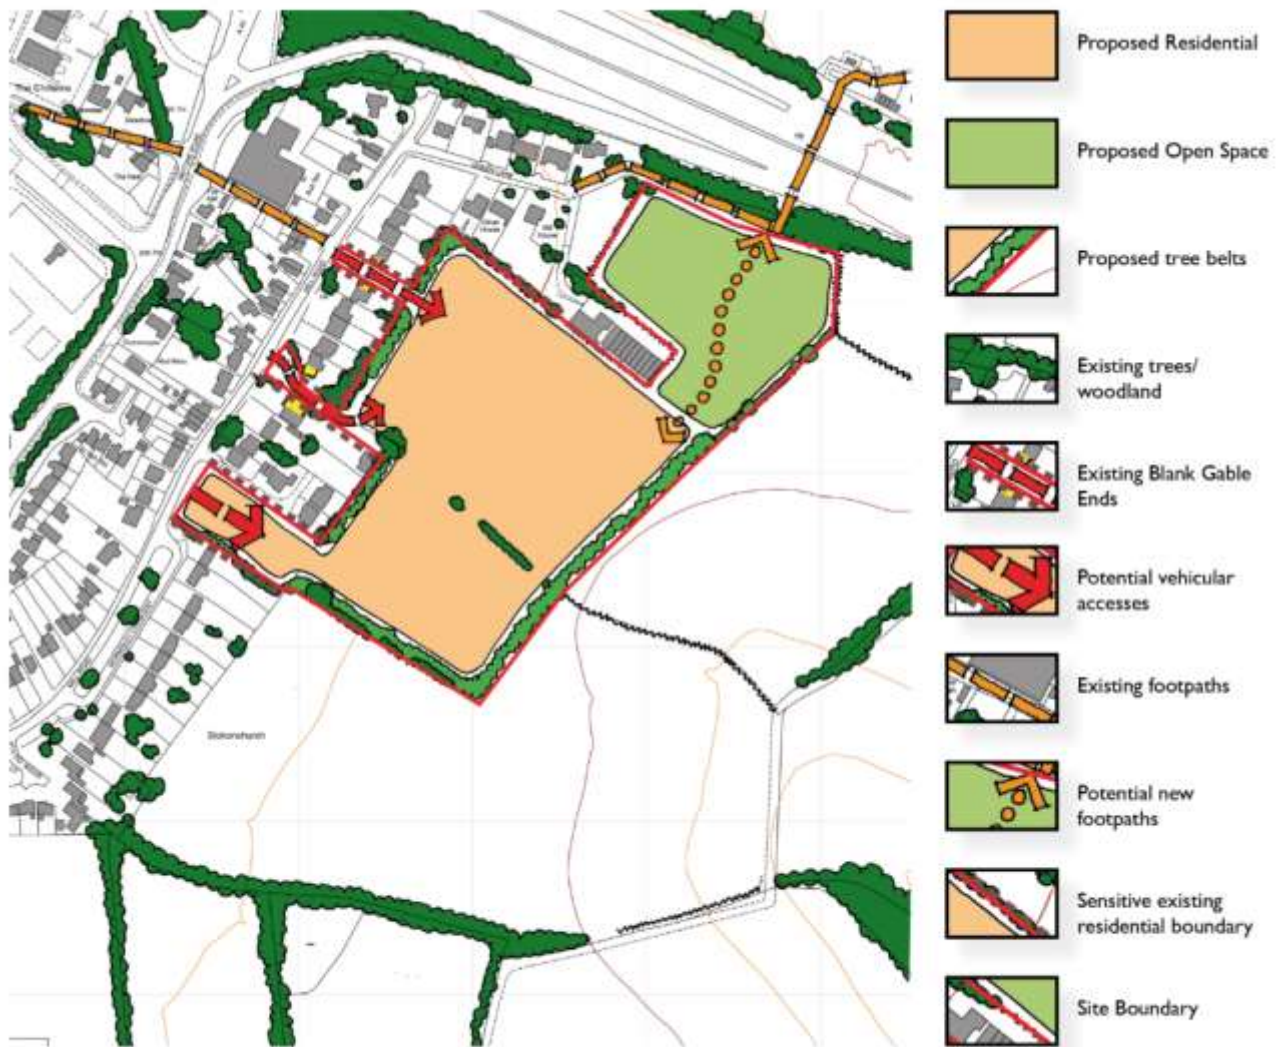 Proposed Residential
Proposed Open Space
Proposed tree belts
Existing trees/
woodland
Existing Blank Gable
Ends
Potential vehicular
accesses
Existing footpaths
Potential new
footpaths
Sensitive existing
residential boundary
Site Boundary
Stokenchurch